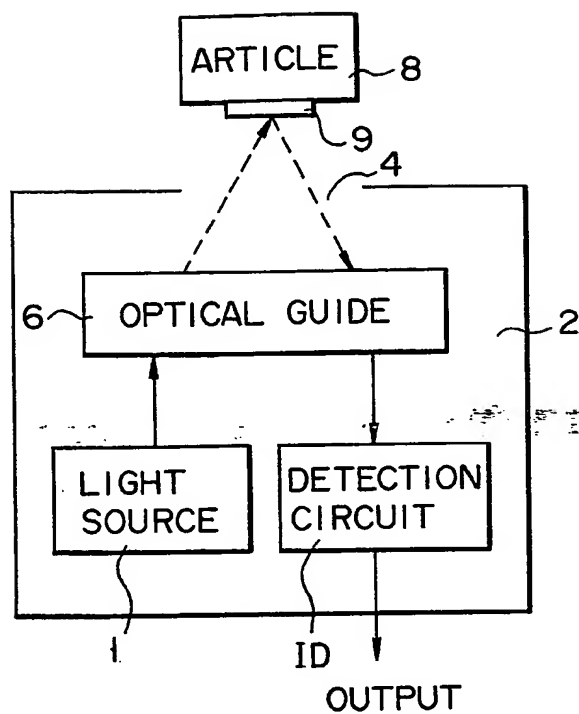 ARTICLE
8
9
4
6
OPTICAL GUIDE
2
LIGHT
SOURCE
DETECTION
CIRCUIT
1
ID
OUTPUT